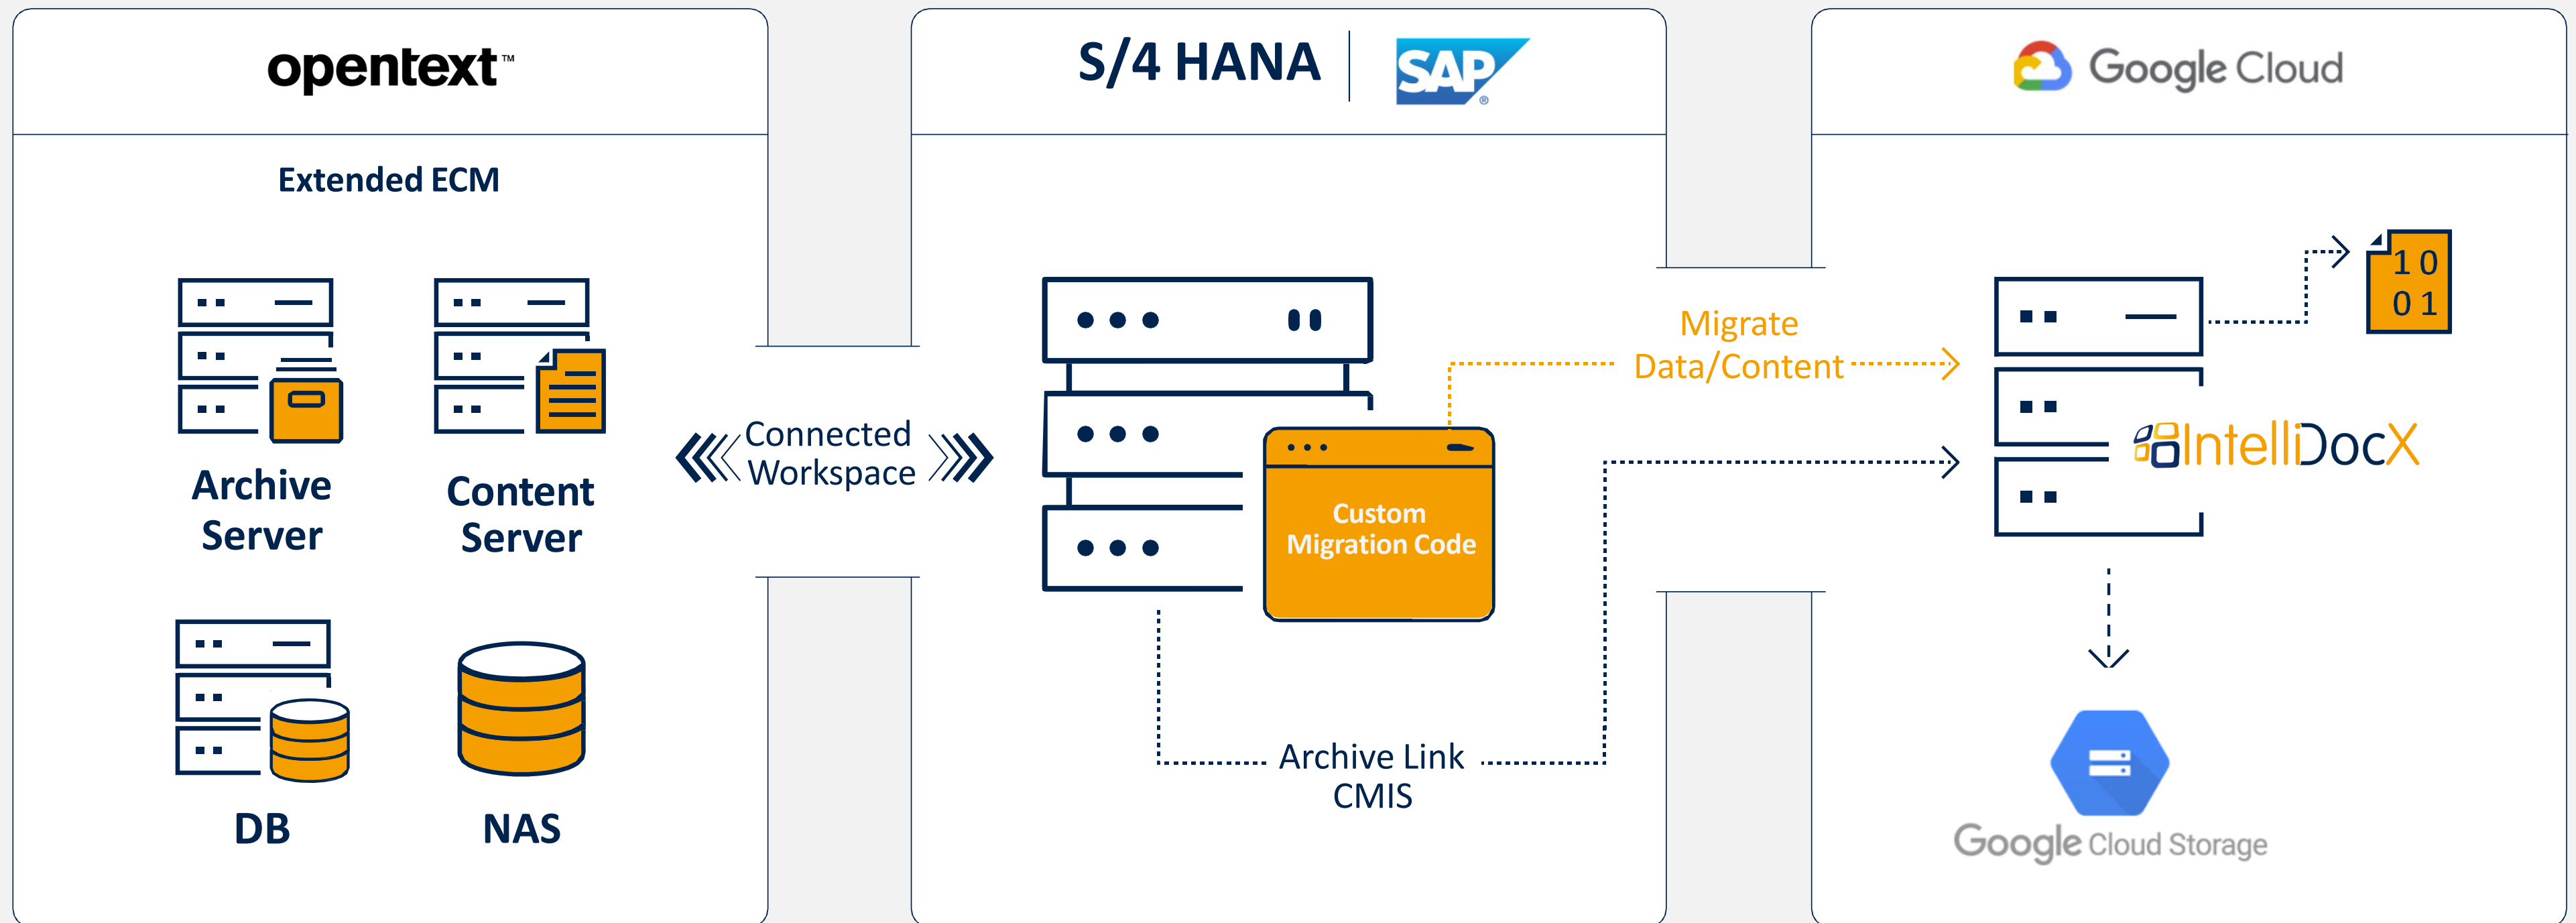 opentext™
Extended ECM
Archive
Server
Content
Server
DB
NAS
Connected
Workspace
S/4 HANA
SAP®
Custom
Migration Code
Archive Link
CMIS
Migrate
Data/Content
Google Cloud
1 0
0 1
IntelliDocX
Google Cloud Storage